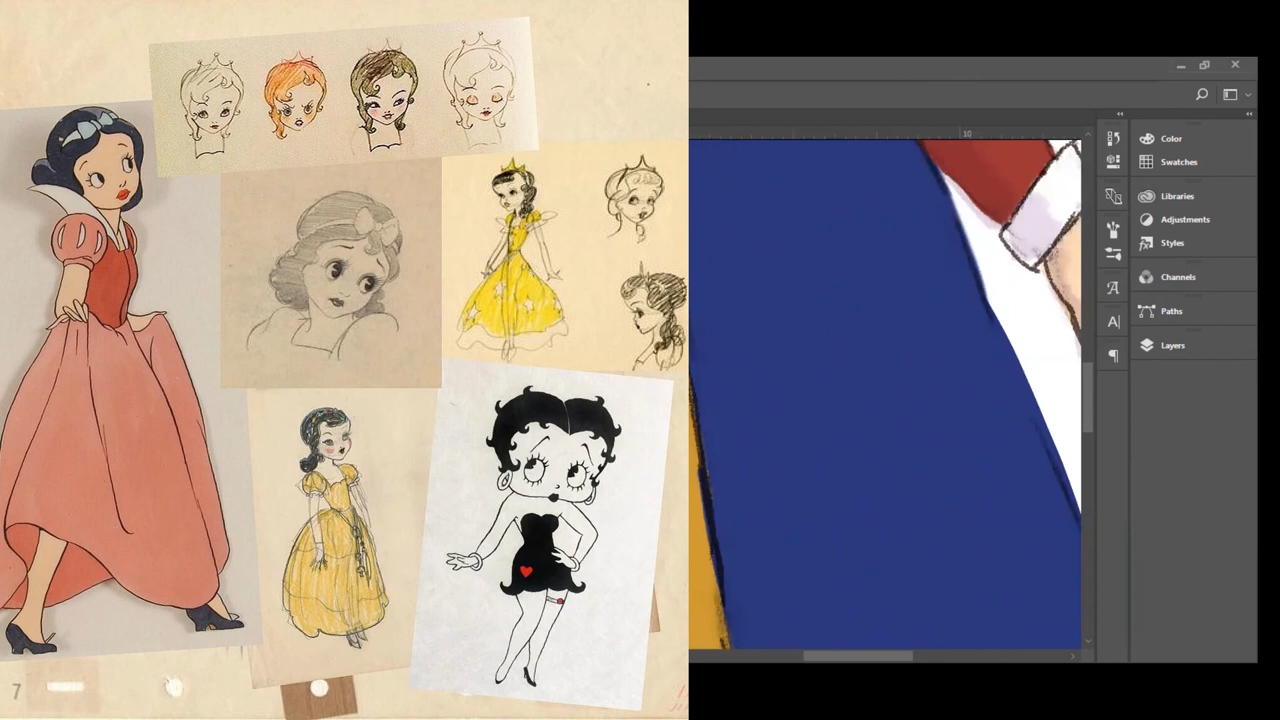 10
Color
Swatches
Libraries
Adjustments
Styles
Channels
Paths
Layers
7